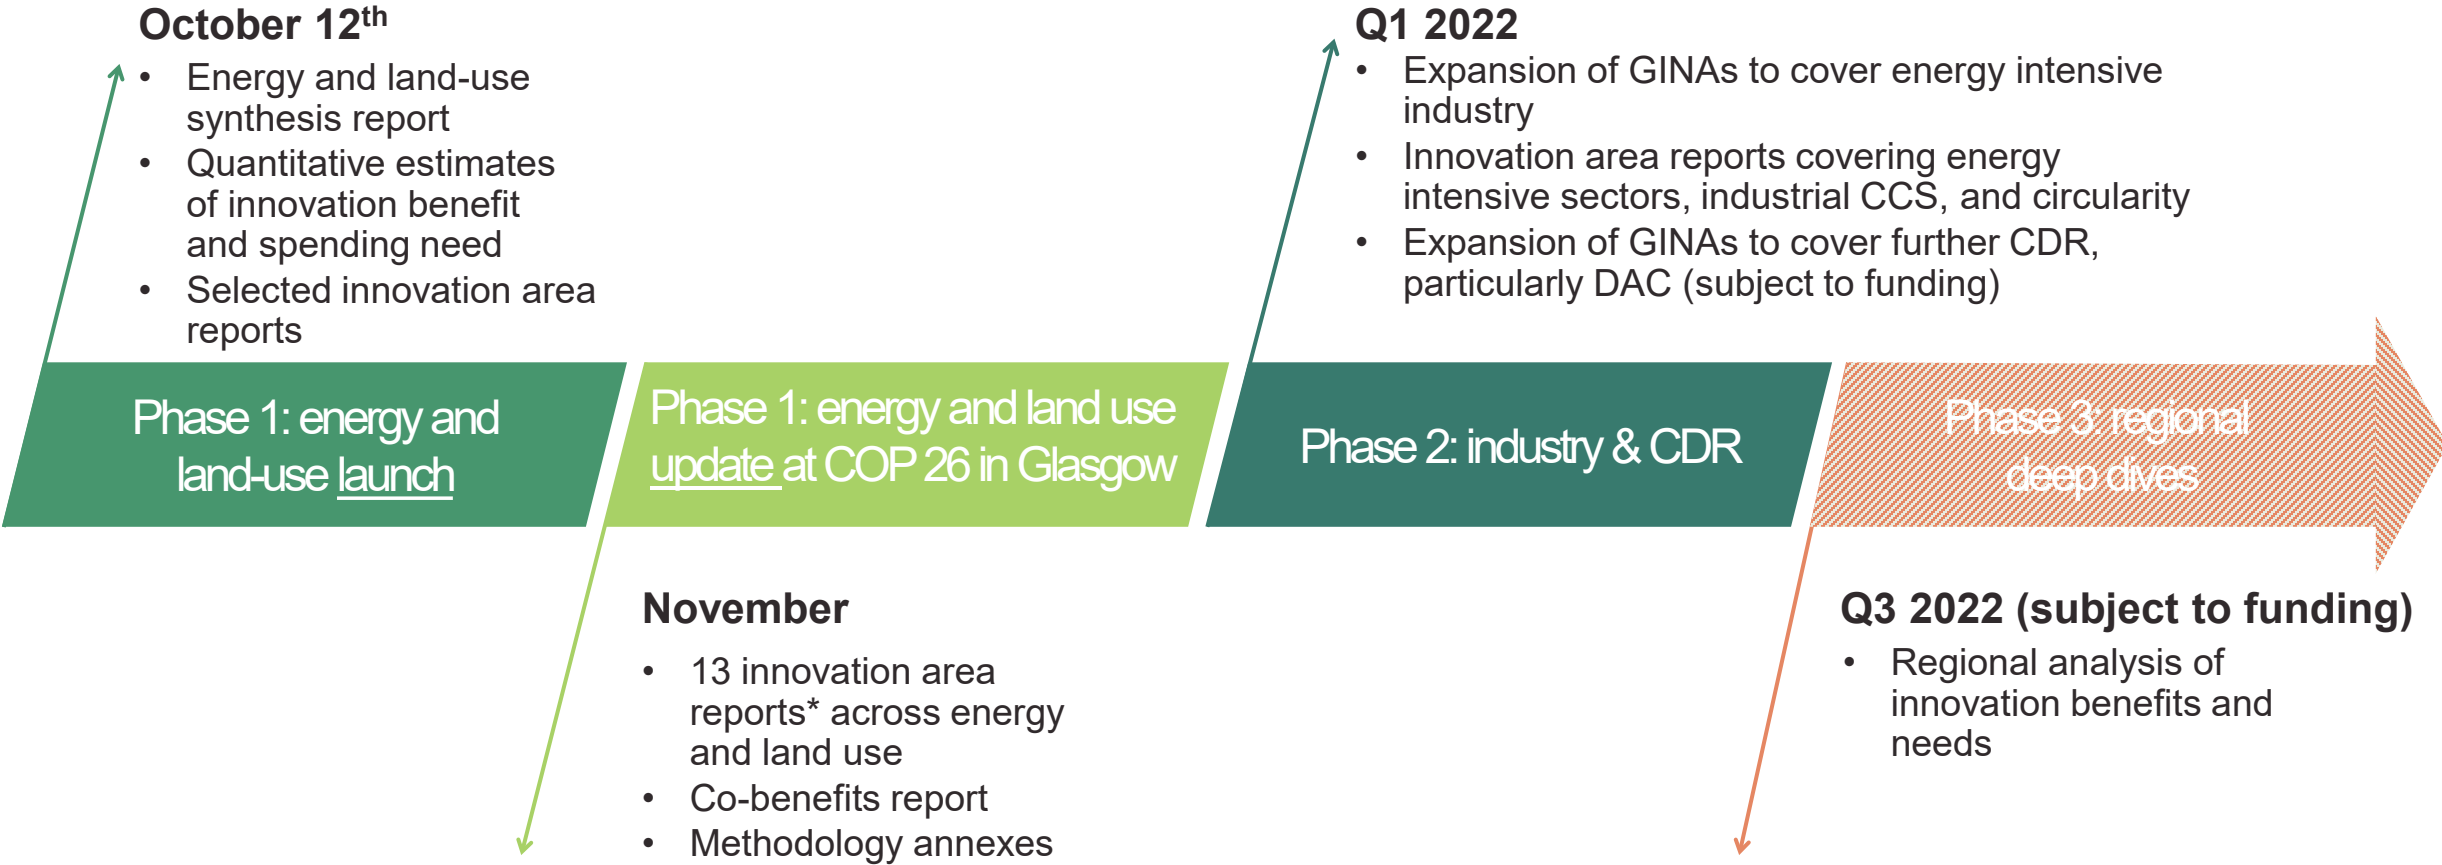 October 12th
• Energy and land-use
synthesis report
• Quantitative estimates
of innovation benefit
and spending need
• Selected innovation area
reports
Q1 2022
• Expansion of GINAs to cover energy intensive
industry
• Innovation area reports covering energy
intensive sectors, industrial CCS, and circularity
• Expansion of GINAs to cover further CDR,
particularly DAC (subject to funding)
Phase 1: energy and
land-use launch
Phase 1: energy and land use
update at COP 26 in Glasgow
Phase 2: industry & CDR
Phase 3: regional
deep dives
November
• 13 innovation area
reports* across energy
and land use
• Co-benefits report
• Methodology annexes
Q3 2022 (subject to funding)
• Regional analysis of
innovation benefits and
needs